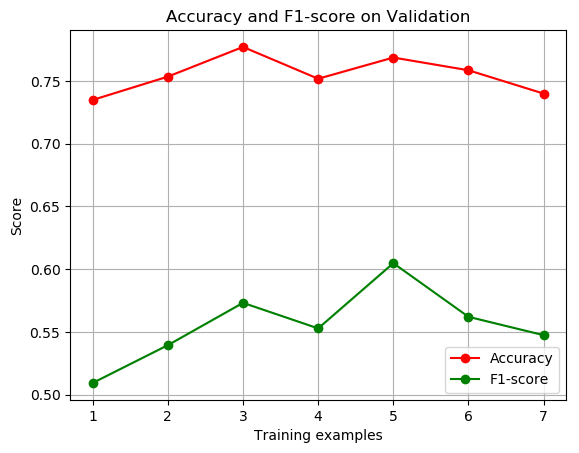 Accuracy and F1-score on Validation
Score
0.75
0.70
0.65
0.60
0.55
0.50
Accuracy
F1-score
1 2 3 4 5 6 7
Training examples